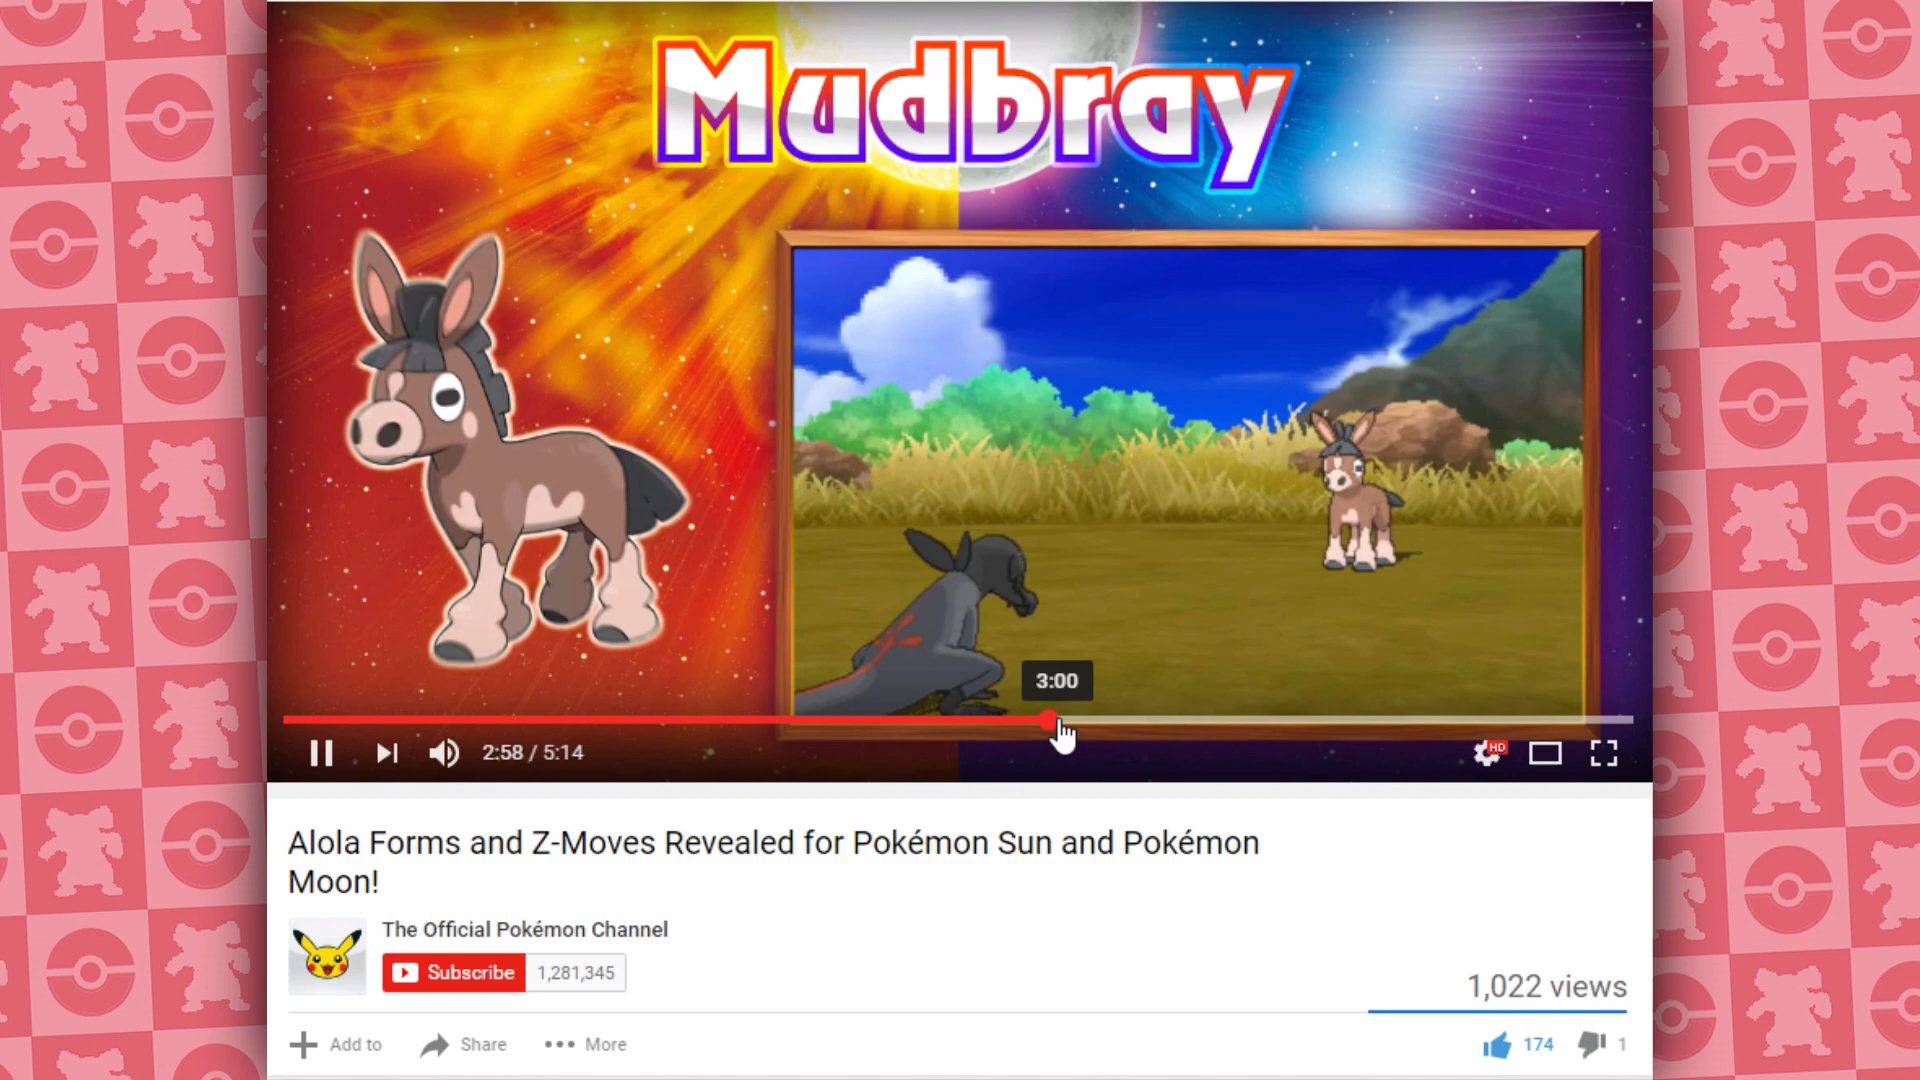 Mudbray
3:00
2:58 / 5:14
HD
Alola Forms and Z-Moves Revealed for Pokémon Sun and Pokémon
Moon!
The Official Pokémon Channel
Subscribe 1,281,345
1,022 views
Add to Share More 174 1